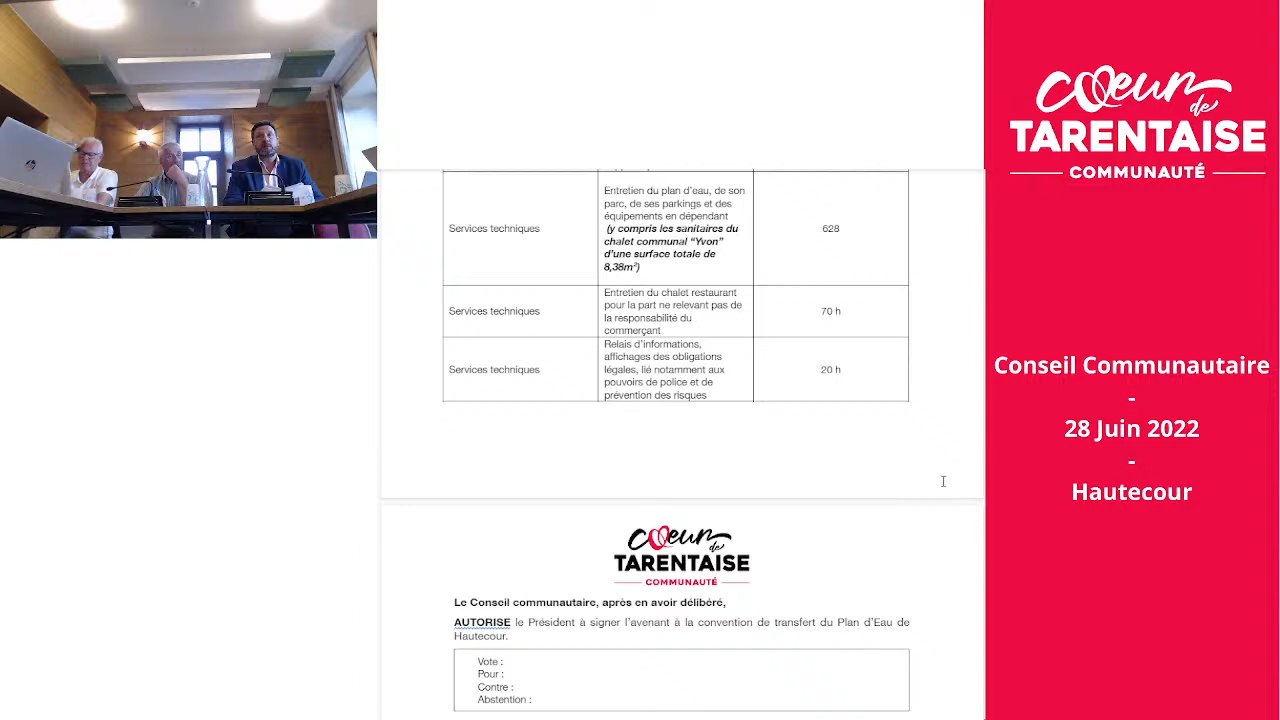 Services techniques
Entretien du plan d'eau, de son
parc, de ses parkings et des
équipements en dépendant
(y compris les sanitaires du
chalet communal "Yvon"
d'une surface totale de
8,38m²)
628
Services techniques
Entretien du chalet restaurant
pour la part ne relevant pas de
la responsabilité du
commerçant
70 h
Services techniques
Relais d'informations,
affichages des obligations
légales, lié notamment aux
pouvoirs de police et de
prévention des risques
20 h
Cœur
de
TARENTAISE
COMMUNAUTÉ
Le Conseil communautaire, après en avoir délibéré,
AUTORISE le Président à signer l'avenant à la convention de transfert du Plan d'Eau de
Hautecour.
Vote :
Pour :
Contre :
Abstention :
Cœur
de
TARENTAISE
COMMUNAUTÉ
Conseil Communautaire
-
28 Juin 2022
-
Hautecour